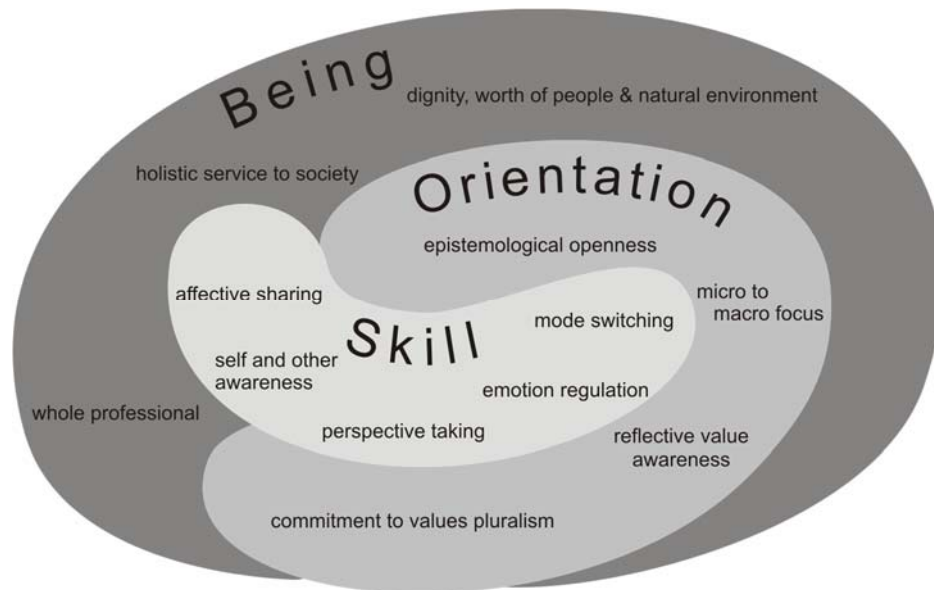 Being
dignity, worth of people & natural environment
holistic service to society
Orientation
epistemological openness
affective sharing
micro to
macro focus
mode switching
Skill
self and other
awareness
emotion regulation
whole professional
perspective taking
reflective value
awareness
commitment to values pluralism